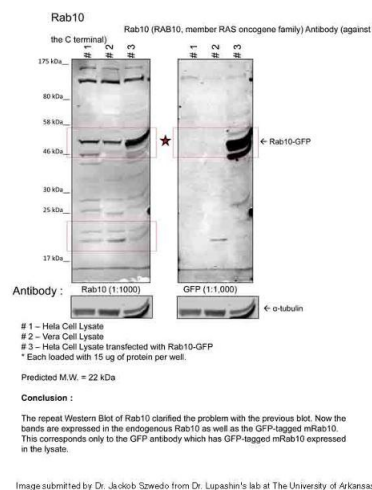 Rab10
Rab10 (RAB10, member RAS oncogene family) Antibody (against
the C terminal)
# 1
# 2
# 3
# 1
# 2
# 3
175 kDa
80 kDa
58 kDa
46 kDa
← Rab10-GFP
30 kDa
25 kDa
17 kDa
Antibody : Rab10 (1:1000) GFP (1:1,000)
← α-tubulin
# 1 – Hela Cell Lysate
# 2 – Vera Cell Lysate
# 3 – Hela Cell Lysate transfected with Rab10-GFP
* Each loaded with 15 ug of protein per well.
Predicted M.W. = 22 kDa
Conclusion :
The repeat Western Blot of Rab10 clarified the problem with the previous blot. Now the
bands are expressed in the endogenous Rab10 as well as the GFP-tagged mRab10.
This corresponds only to the GFP antibody which has GFP-tagged mRab10 expressed
in the lysate.
Image submitted by Dr. Jackob Szwedo from Dr. Lupashin's lab at The University of Arkansas